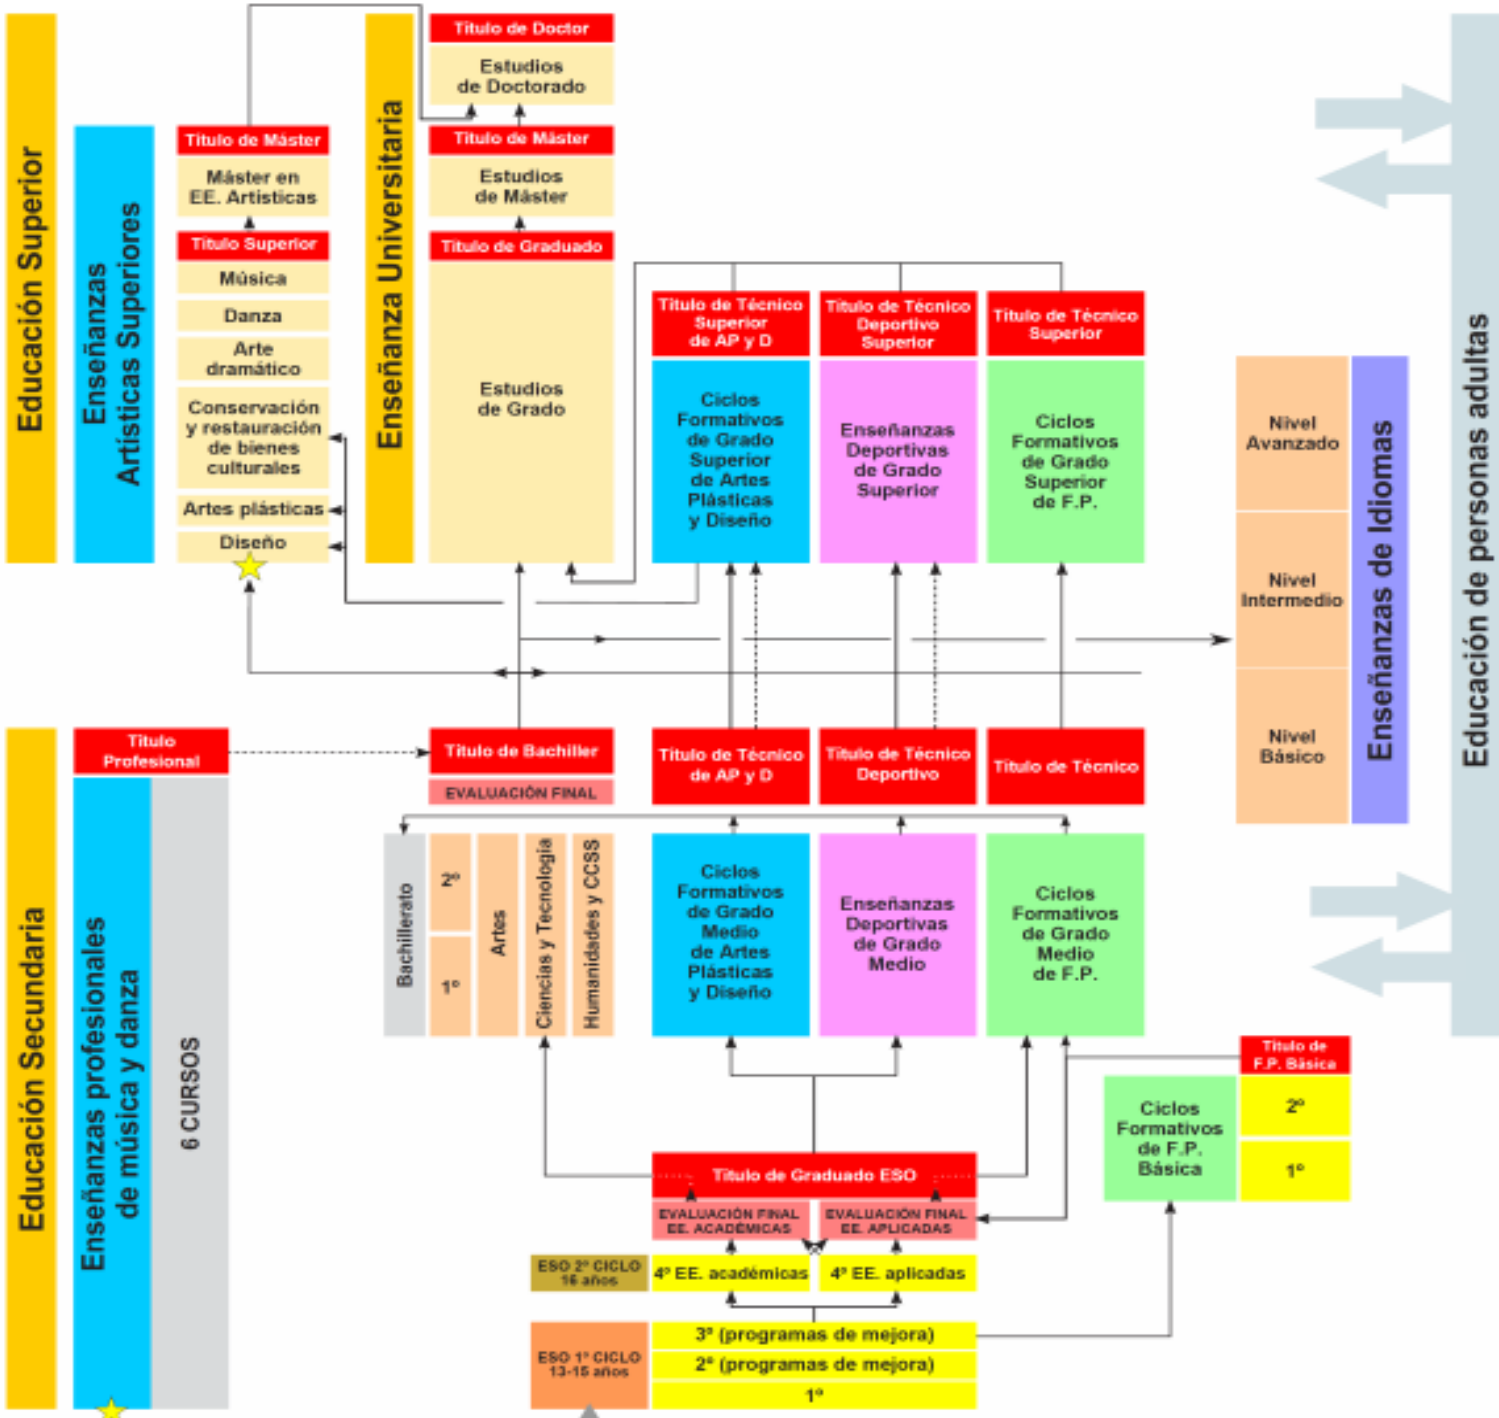 Educación Superior
Enseñanzas
Artísticas Superiores
Título de Máster
Máster en
EE. Artísticas
Título Superior
Música
Danza
Arte
dramático
Conservación
y restauración
de bienes
culturales
Artes plásticas
Diseño
Enseñanza Universitaria
Título de Doctor
Estudios
de Doctorado
Título de Máster
Estudios
de Máster
Título de Graduado
Estudios
de Grado
Título de Técnico
Superior
de AP y D
Ciclos
Formativos
de Grado
Superior
de Artes
Plásticas
y Diseño
Título de Técnico
Deportivo
Superior
Enseñanzas
Deportivas
de Grado
Superior
Título de Técnico
Superior
Ciclos
Formativos
de Grado
Superior
de F.P.
Nivel
Avanzado
Nivel
Intermedio
Nivel
Básico
Enseñanzas de Idiomas
Educación de personas adultas
Educación Secundaria
Título
Profesional
Enseñanzas profesionales
de música y danza
6 CURSOS
Título de Bachiller
EVALUACIÓN FINAL
Bachillerato
2º
1º
Artes
Ciencias y Tecnología
Humanidades y CCSS
Título de Técnico
de AP y D
Ciclos
Formativos
de Grado
Medio
de Artes
Plásticas
y Diseño
Título de Técnico
Deportivo
Enseñanzas
Deportivas
de Grado
Medio
Título de Técnico
Ciclos
Formativos
de Grado
Medio
de F.P.
Título de
F.P. Básica
Ciclos
Formativos
de F.P.
Básica
2º
1º
Título de Graduado ESO
EVALUACIÓN FINAL
EE. ACADÉMICAS
EVALUACIÓN FINAL
EE. APLICADAS
ESO 2º CICLO
16 años
4º EE. académicas
4º EE. aplicadas
ESO 1º CICLO
13-15 años
3º (programas de mejora)
2º (programas de mejora)
1º